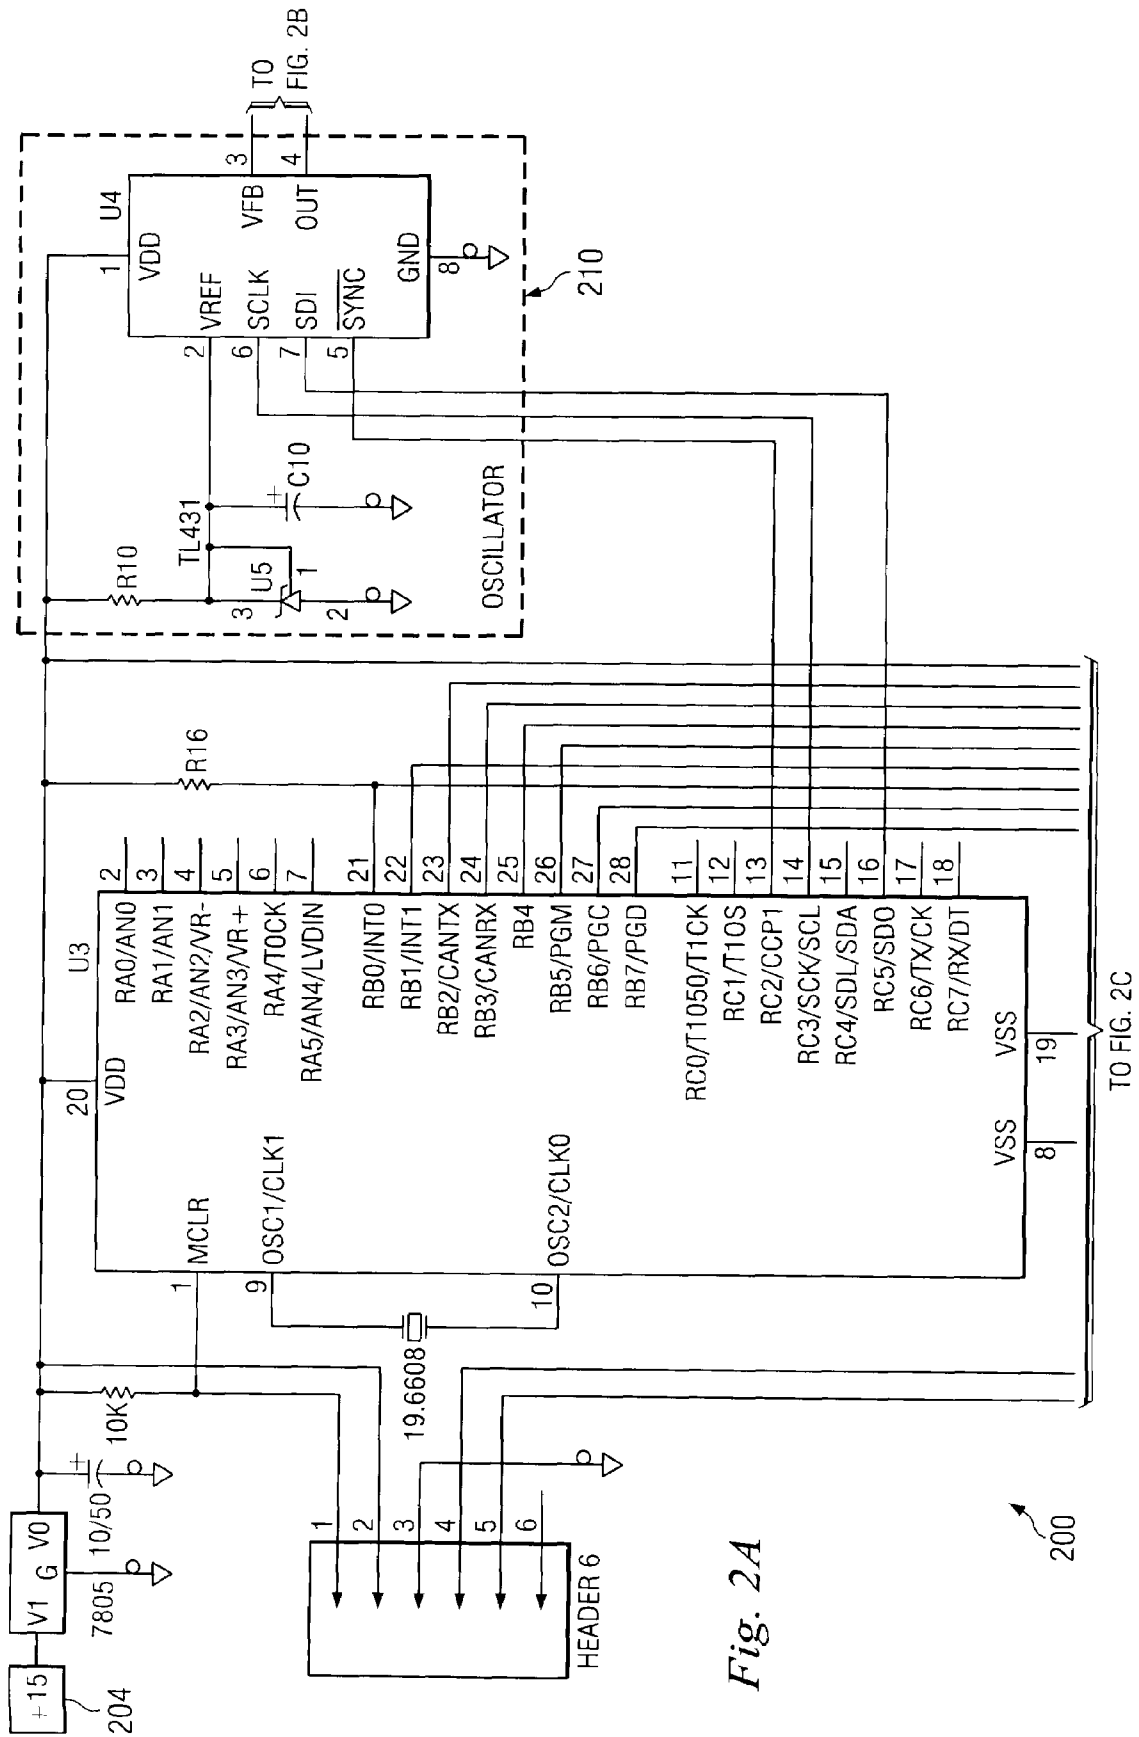 +15
204
V1 G V0
7805
10/50
+
10K
R16
R10
TL431
U5
3
1
2
+
C10
OSCILLATOR
210
U4
1
VDD
2
VREF
6
SCLK
7
SDI
5
SYNC
3
VFB
4
OUT
GND
8
TO
FIG. 2B
U3
20
VDD
1
MCLR
9
OSC1/CLK1
10
OSC2/CLK0
19.6608
RA0/AN0 2
RA1/AN1 3
RA2/AN2/VR- 4
RA3/AN3/VR+ 5
RA4/TOCK 6
RA5/AN4/LVDIN 7
RB0/INT0 21
RB1/INT1 22
RB2/CANTX 23
RB3/CANRX 24
RB4 25
RB5/PGM 26
RB6/PGC 27
RB7/PGD 28
RC0/T1050/T1CK 11
RC1/T1OS 12
RC2/CCP1 13
RC3/SCK/SCL 14
RC4/SDL/SDA 15
RC5/SDO 16
RC6/TX/CK 17
RC7/RX/DT 18
VSS
8
VSS
19
1
2
3
4
5
6
HEADER 6
TO FIG. 2C
200
Fig. 2A